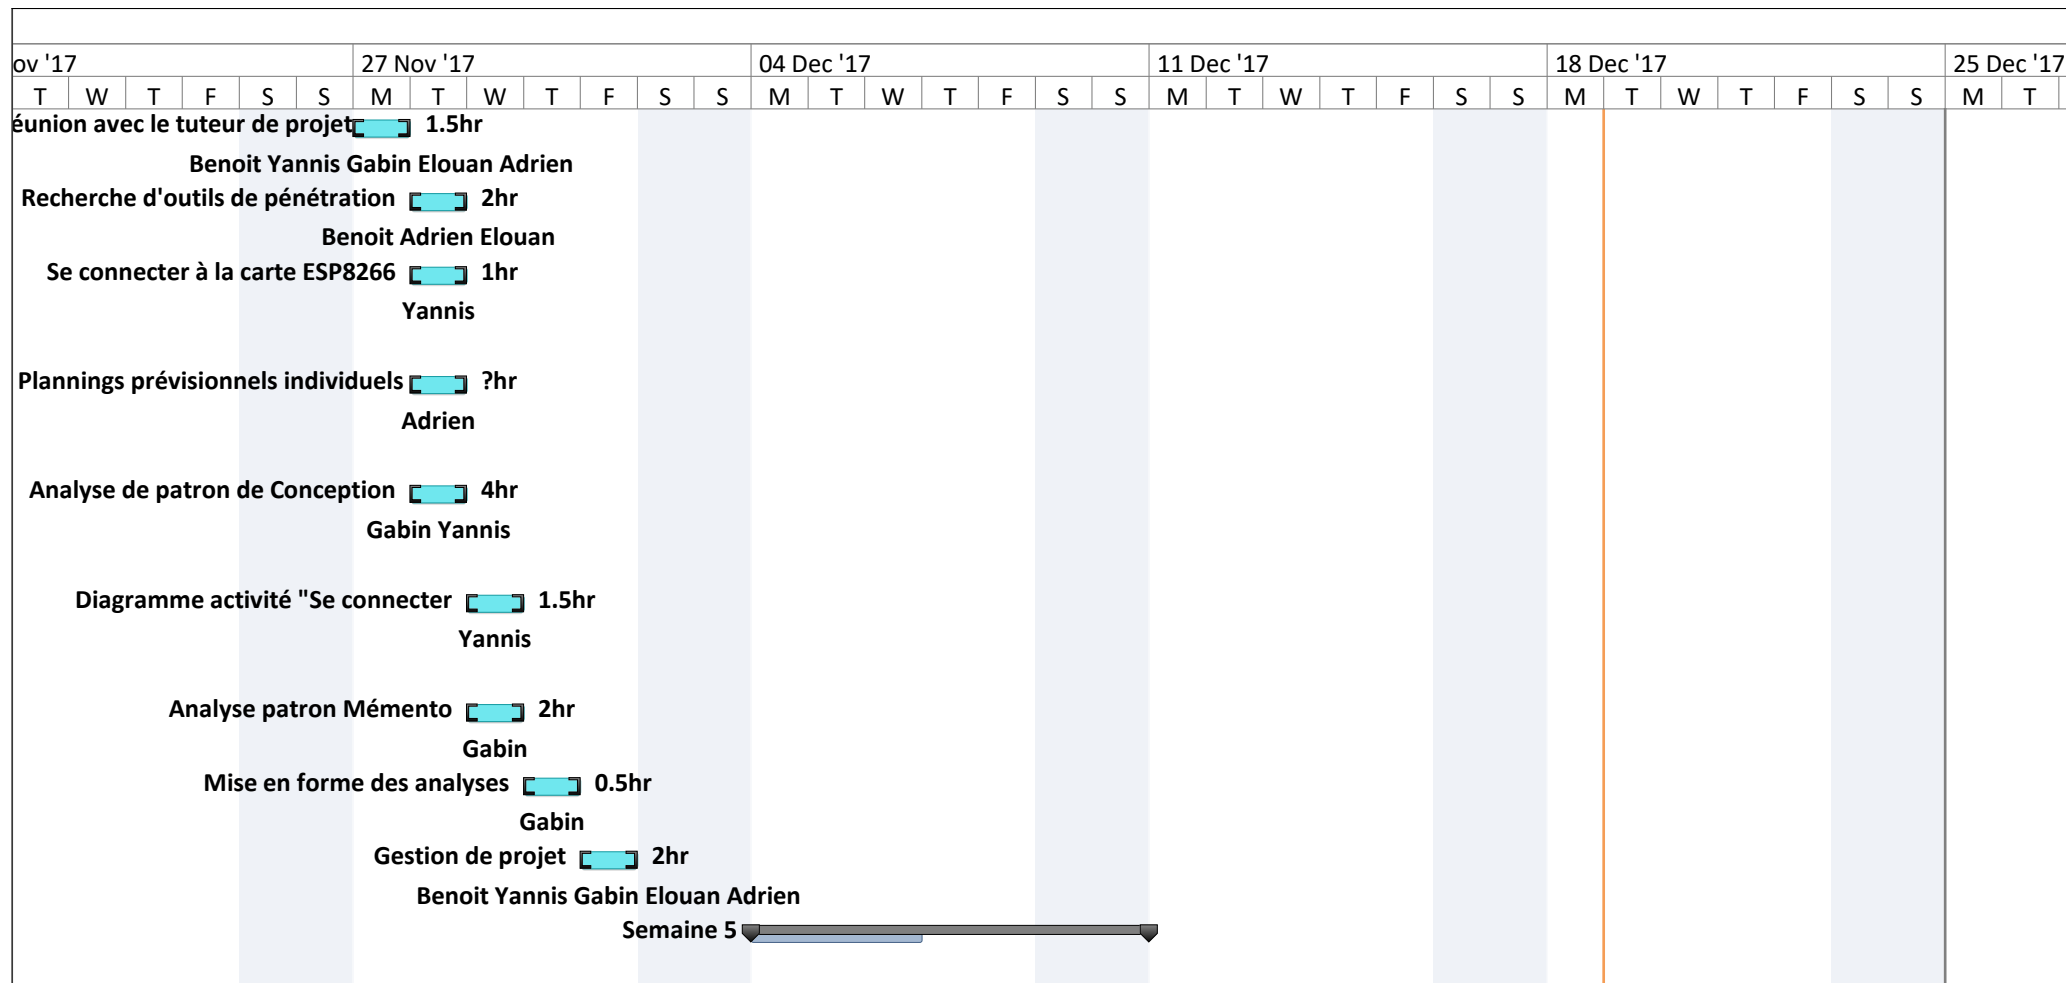 ov '17 27 Nov '17 04 Dec '17 11 Dec '17 18 Dec '17 25 Dec '17
T W T F S S M T W T F S S M T W T F S S M T W T F S S M T W T F S S M T
éunion avec le tuteur de projet 1.5hr
Benoit Yannis Gabin Elouan Adrien
Recherche d'outils de pénétration 2hr
Benoit Adrien Elouan
Se connecter à la carte ESP8266 1hr
Yannis
Plannings prévisionnels individuels ?hr
Adrien
Analyse de patron de Conception 4hr
Gabin Yannis
Diagramme activité "Se connecter 1.5hr
Yannis
Analyse patron Mémento 2hr
Gabin
Mise en forme des analyses 0.5hr
Gabin
Gestion de projet 2hr
Benoit Yannis Gabin Elouan Adrien
Semaine 5